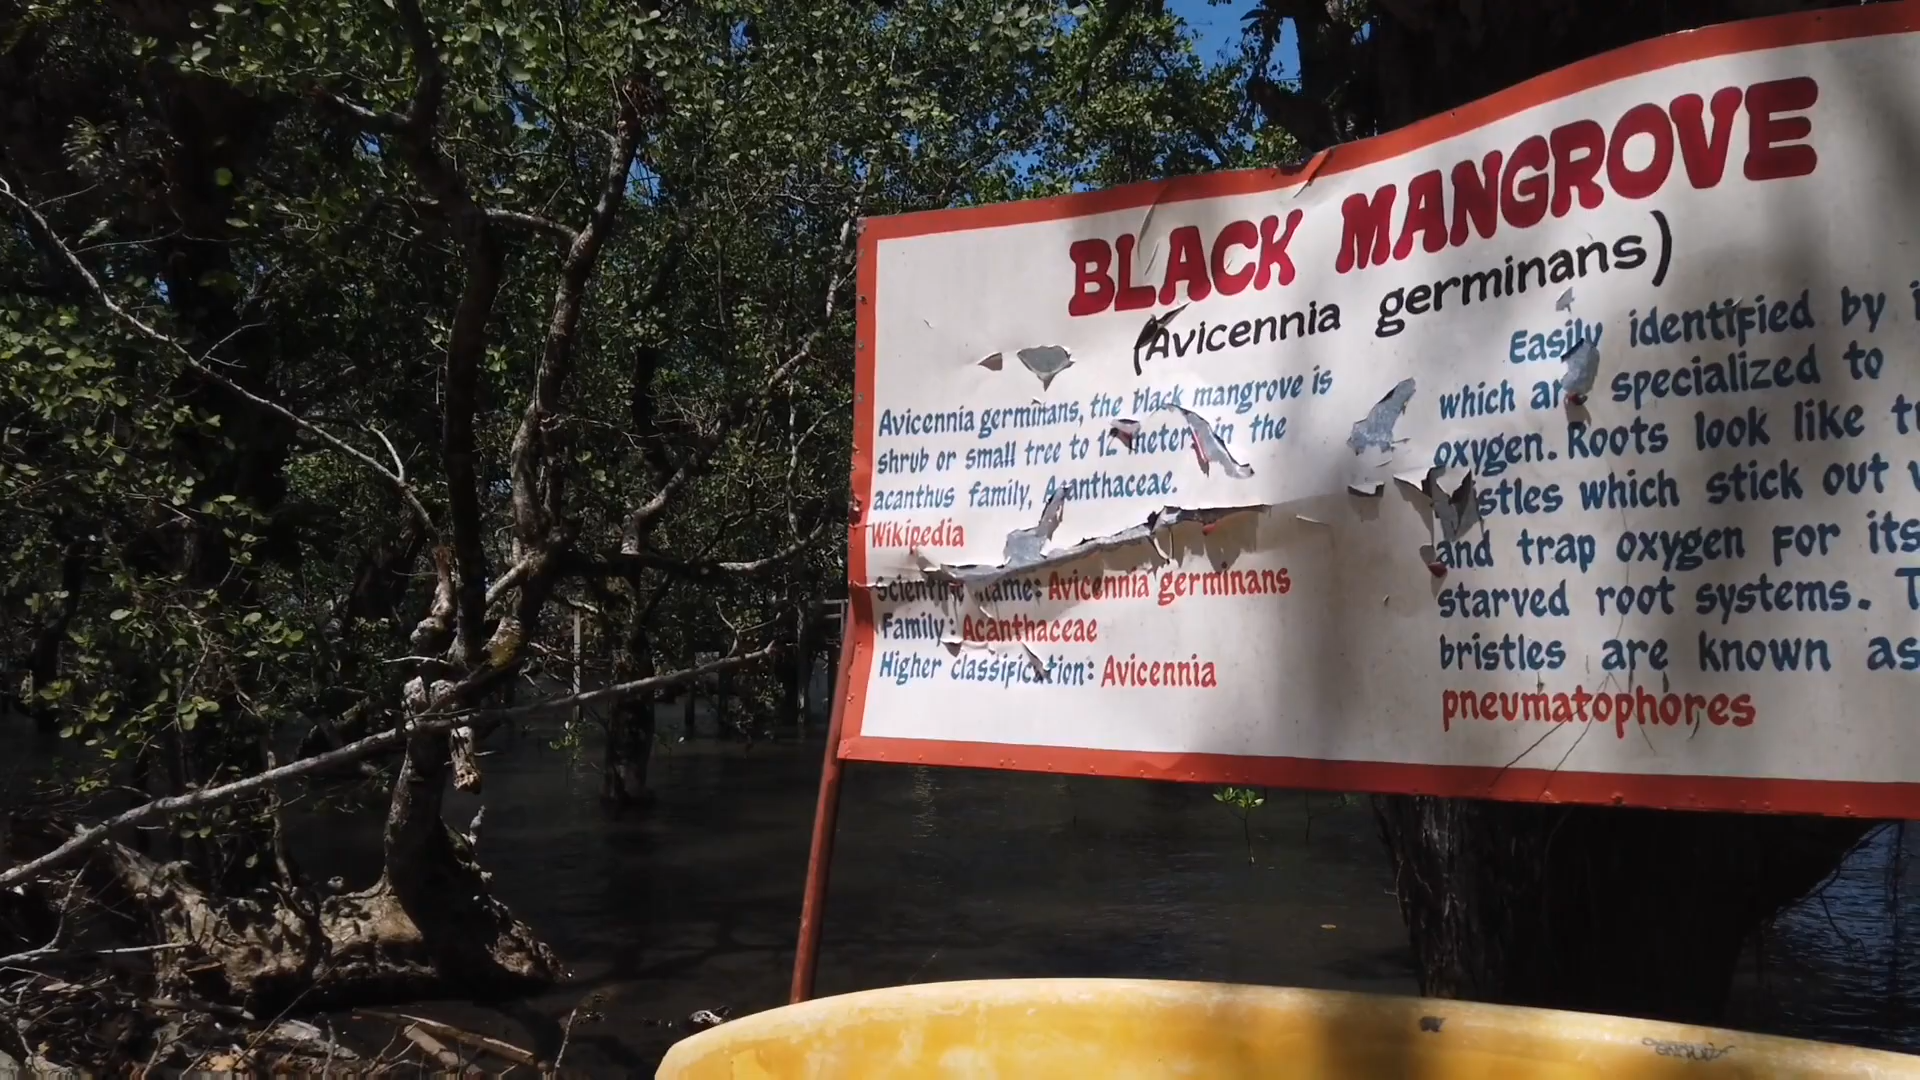 BLACK MANGROVE
(Avicennia germinans)
Avicennia germinans, the black mangrove is
shrub or small tree to 12 meters in the
acanthus family, Acanthaceae.
Wikipedia
Scientific name: Avicennia germinans
Family: Acanthaceae
Higher classification: Avicennia
Easily identified by
which are specialized to
oxygen. Roots look like
stles which stick out
and trap oxygen for its
starved root systems.
bristles are known as
pneumatophores